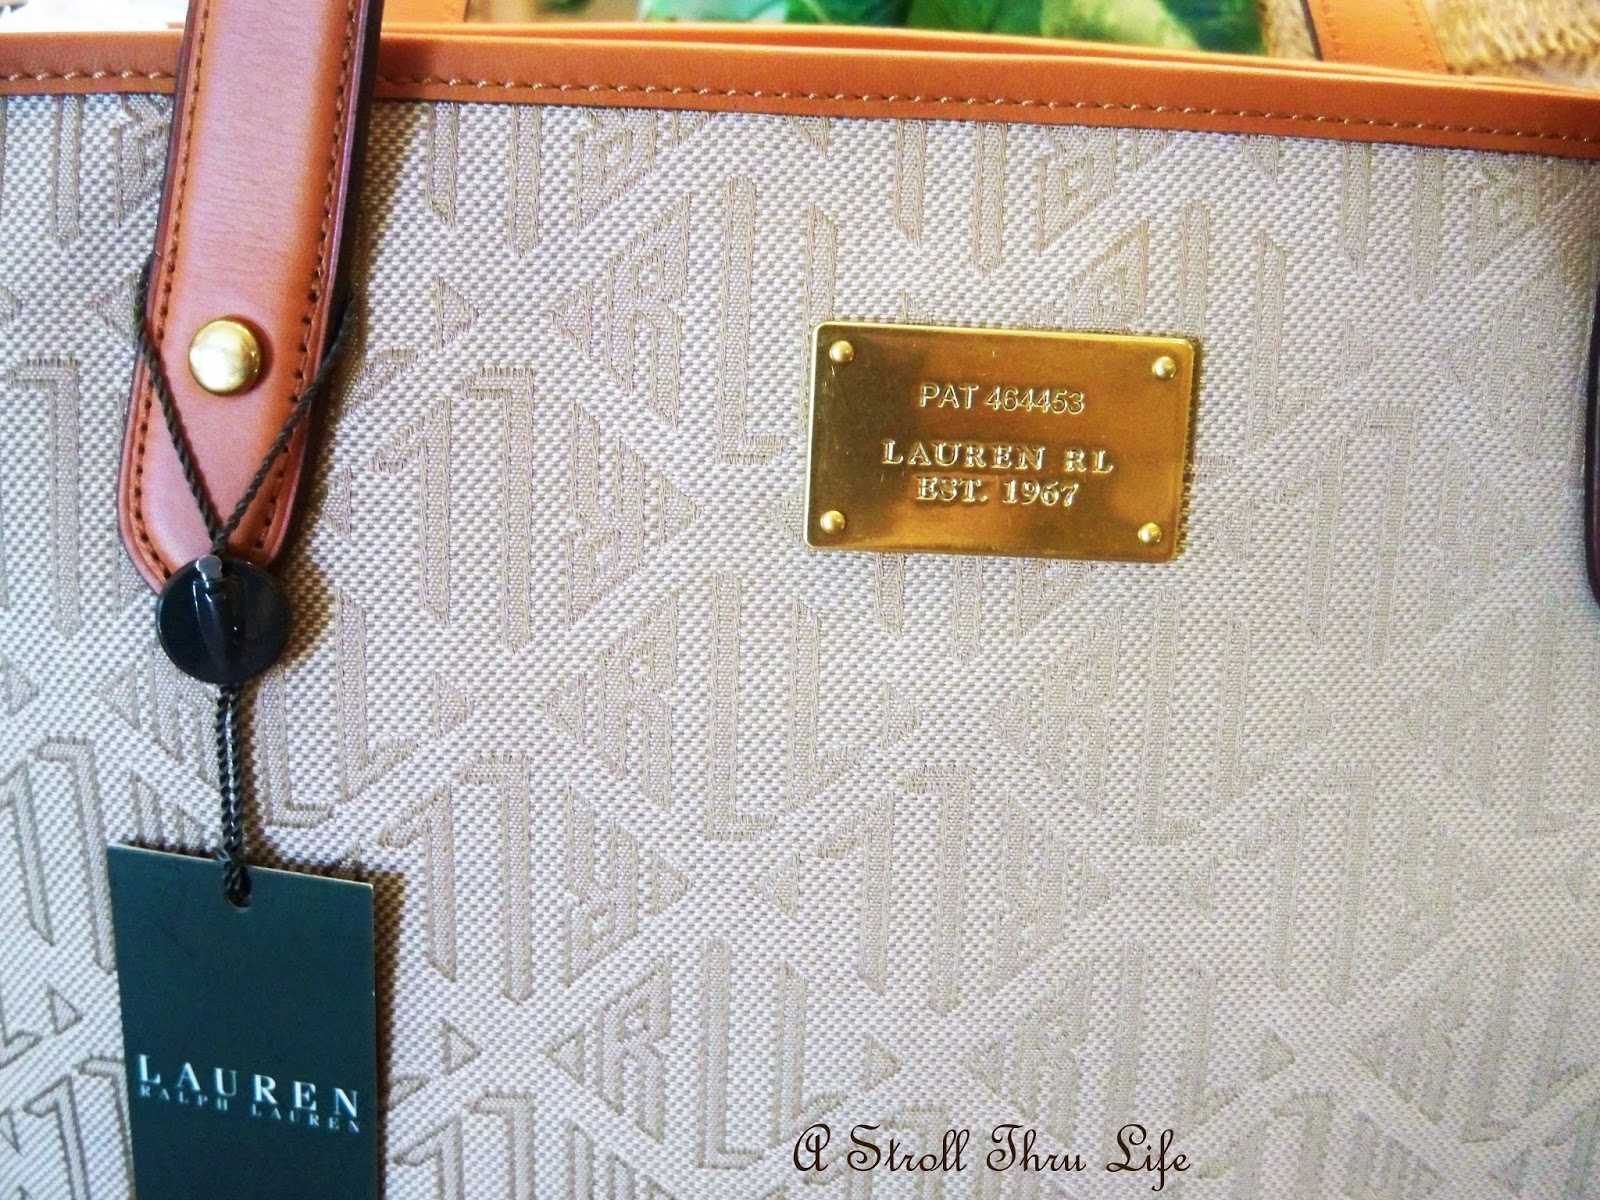 PAT 464453
LAUREN RL
EST. 1967
LAUREN
RALPH LAUREN
A Stroll Thru Life